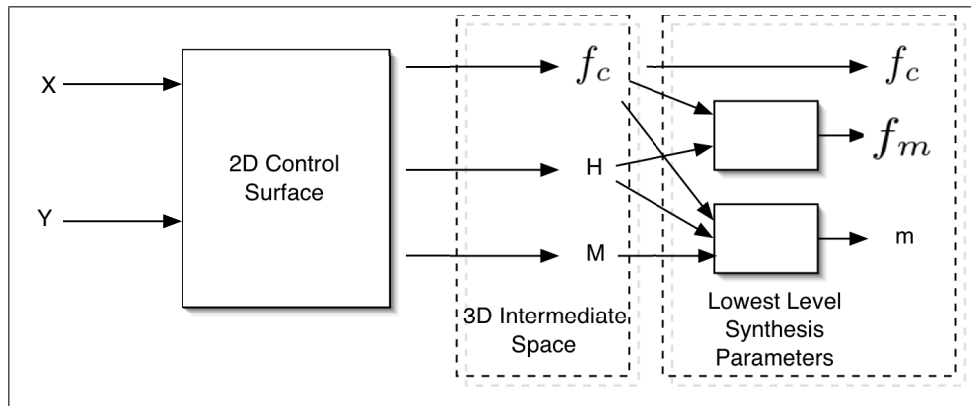 X
Y
2D Control
Surface
f_c
H
M
3D Intermediate
Space
f_c
f_m
m
Lowest Level
Synthesis
Parameters